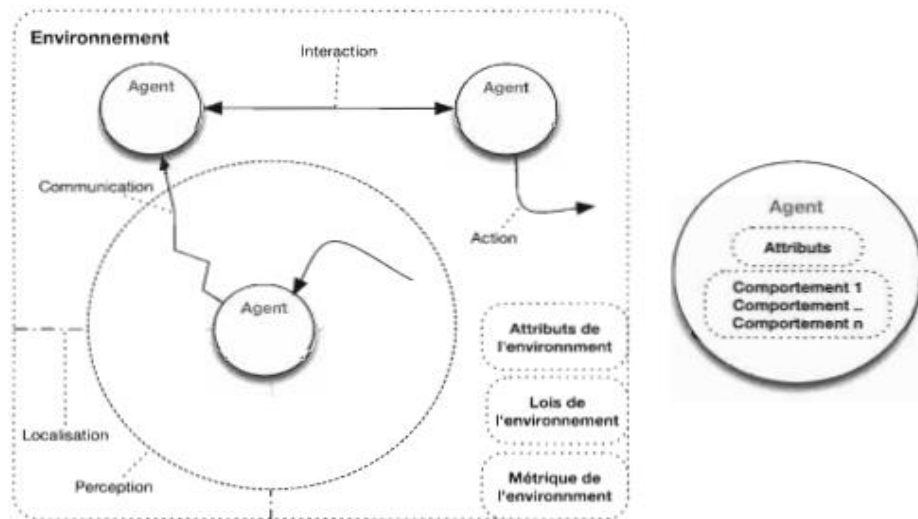 Environnement
Interaction
Agent
Agent
Communication
Action
Agent
Attributs de
l'environnment
Lois de
l'environnement
Métrique de
l'environnment
Localisation
Perception
Agent
Attributs
Comportement 1
Comportement ..
Comportement n